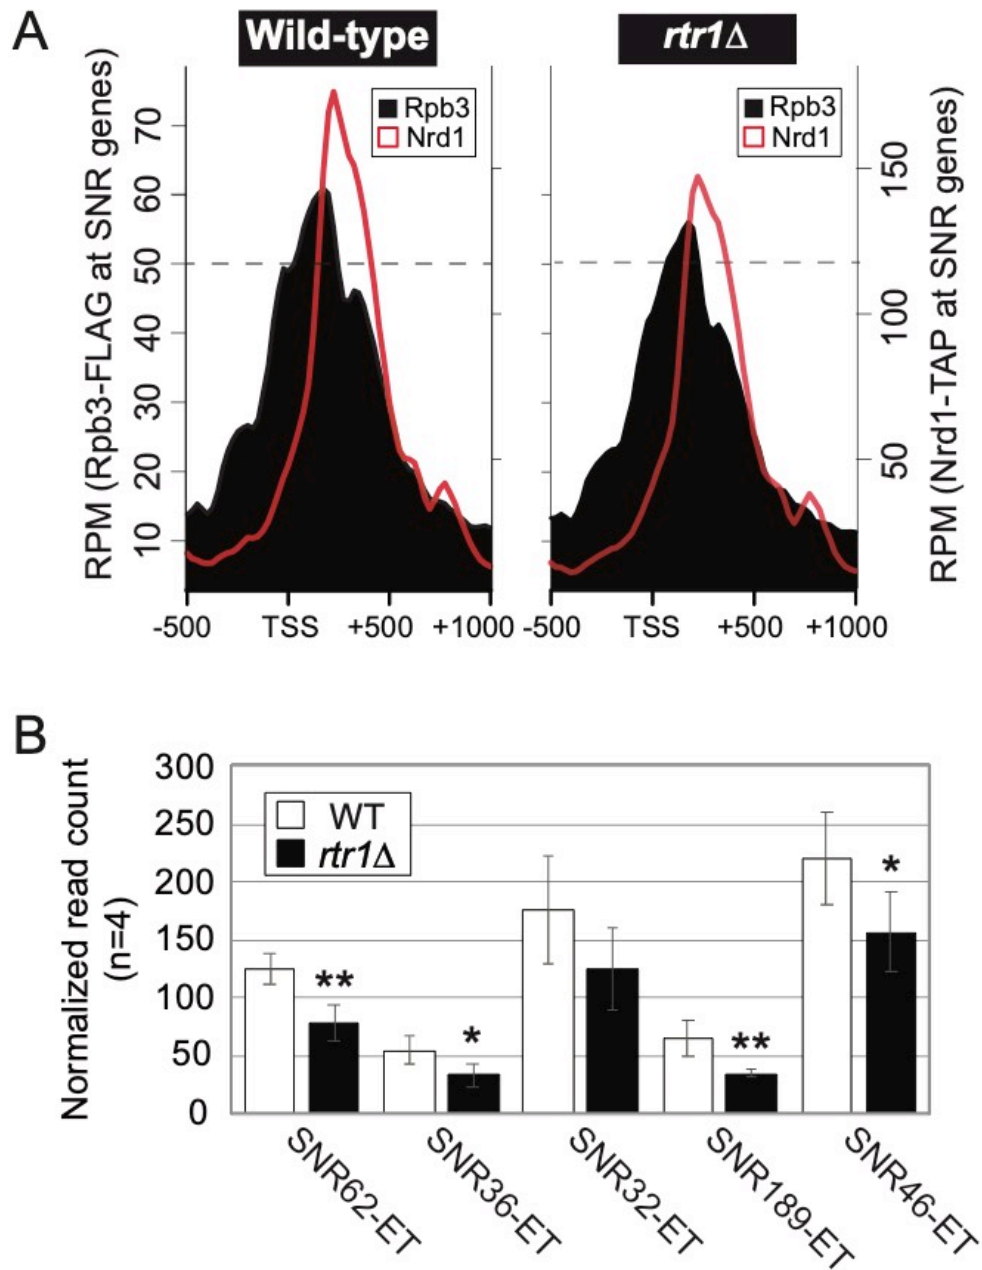 A
Wild-type
rtr1Δ
RPM (Rpb3-FLAG at SNR genes)
70
60
50
40
30
20
10
Rpb3
Nrd1
Rpb3
Nrd1
150
100
50
RPM (Nrd1-TAP at SNR genes)
-500 TSS +500 +1000
-500 TSS +500 +1000
B
Normalized read count
(n=4)
300
250
200
150
100
50
0
WT
rtr1Δ
**
*
**
*
SNR62-ET
SNR36-ET
SNR32-ET
SNR189-ET
SNR46-ET